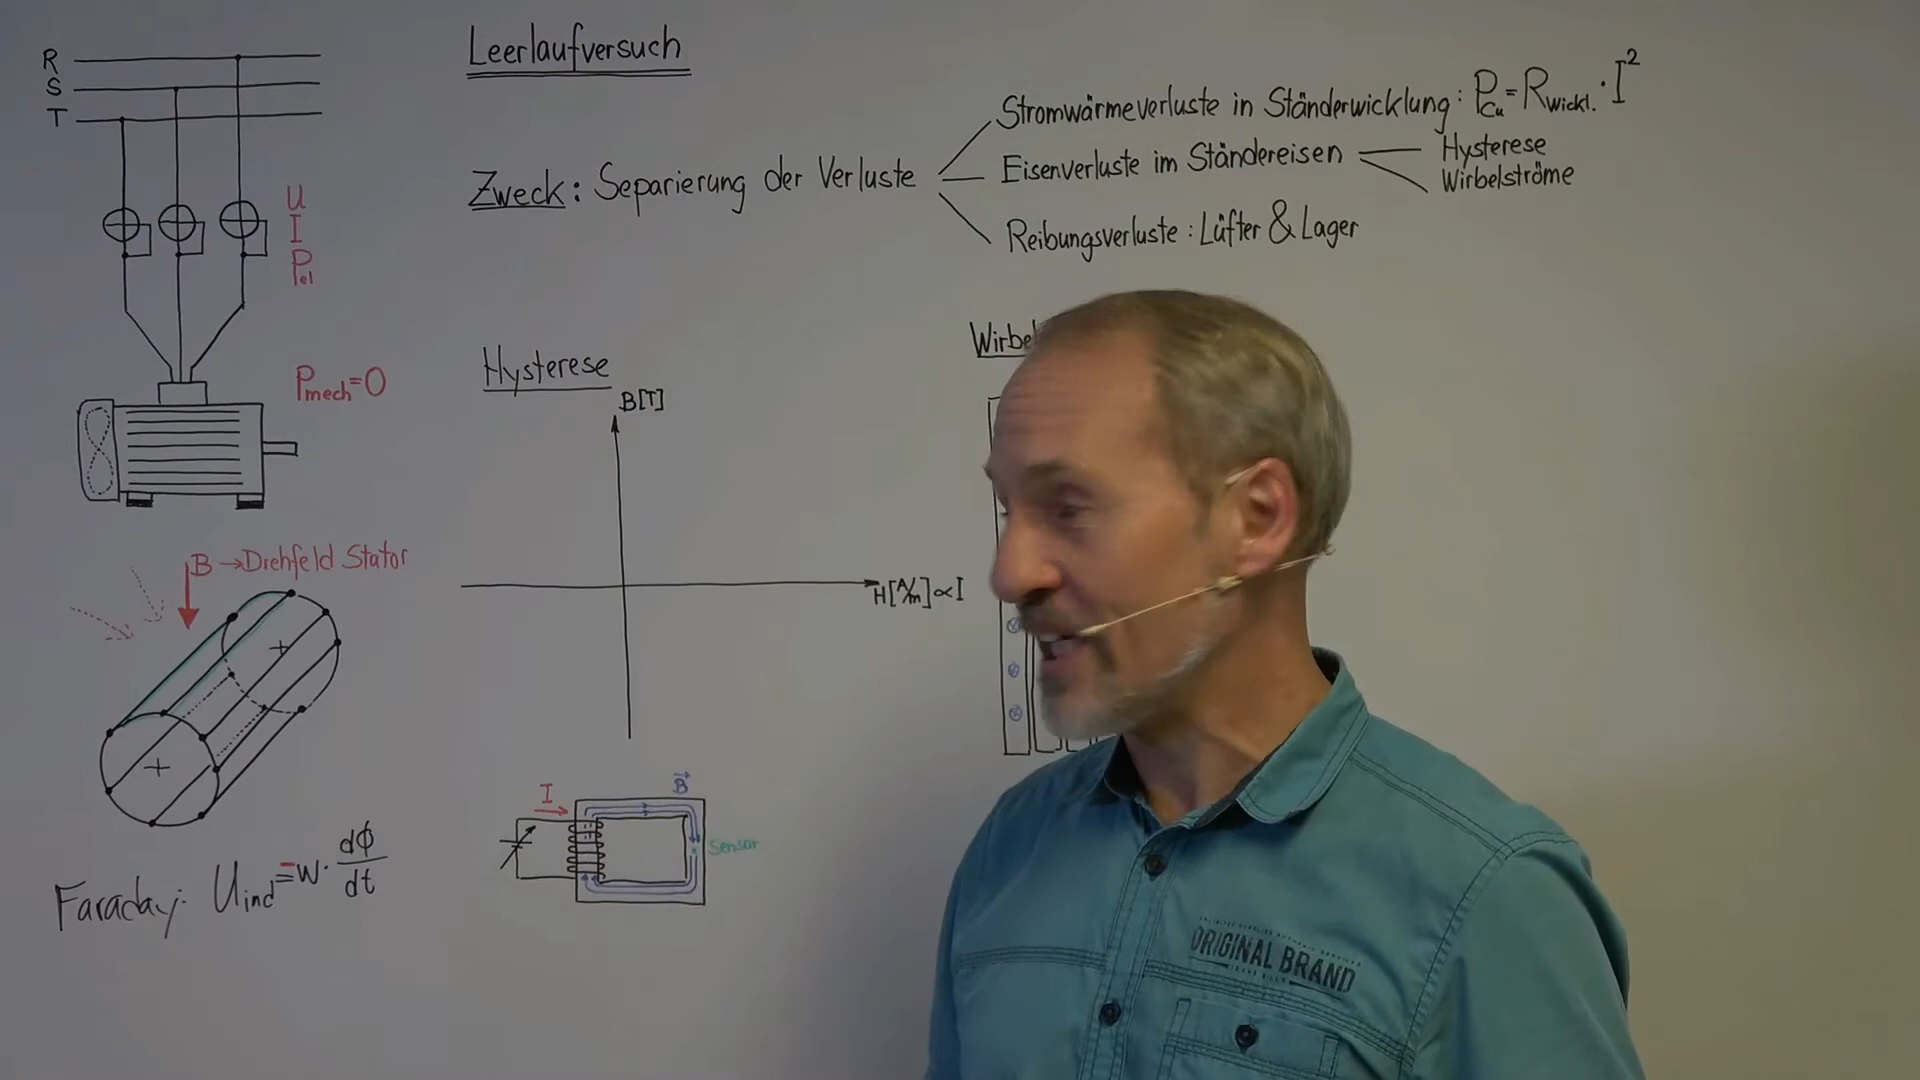 Leerlaufversuch
R
S
T
U
I
Pel
Zweck: Separierung der Verluste
Stromwärmeverluste in Ständerwicklung: PCu = RWickl. · I²
Eisenverluste im Ständereisen
Hysterese
Wirbelströme
Reibungsverluste: Lüfter & Lager
Pmech=0
Hysterese
B[T]
H[A/m] ∝ I
Wirbel
B → Drehfeld Stator
I
B
Sensor
Faraday: Uind = -w · dϕ/dt
ORIGINAL BRAND